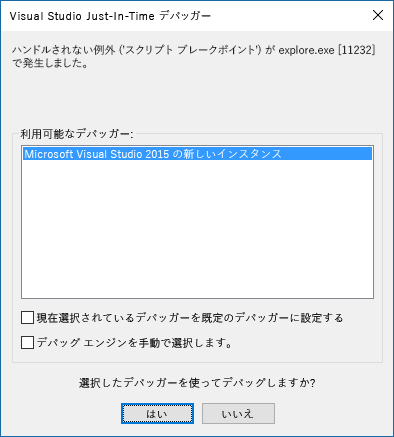 Visual Studio Just-In-Time デバッガー
ハンドルされない例外 ('スクリプト ブレークポイント') が explore.exe [11232]
で発生しました。
利用可能なデバッガー:
Microsoft Visual Studio 2015 の新しいインスタンス
現在選択されているデバッガーを既定のデバッガーに設定する
デバッグ エンジンを手動で選択します。
選択したデバッガーを使ってデバッグしますか?
はい
いいえ